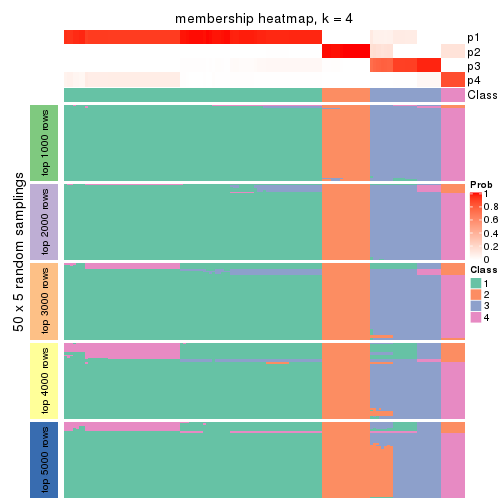 membership heatmap, k = 4
p1
p2
p3
p4
Class
50 x 5 random samplings
top 1000 rows
top 2000 rows
top 3000 rows
top 4000 rows
top 5000 rows
Prob
1
0.8
0.6
0.4
0.2
0
Class
1
2
3
4